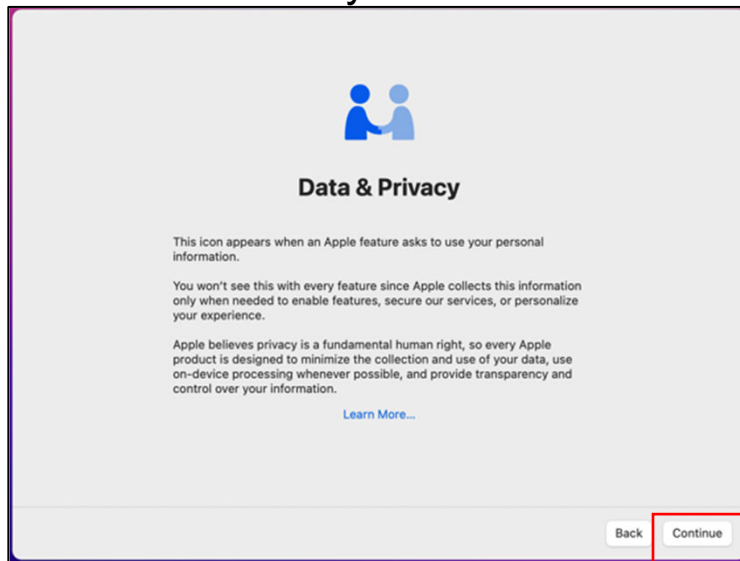 Data & Privacy
This icon appears when an Apple feature asks to use your personal
information.
You won't see this with every feature since Apple collects this information
only when needed to enable features, secure our services, or personalize
your experience.
Apple believes privacy is a fundamental human right, so every Apple
product is designed to minimize the collection and use of your data, use
on-device processing whenever possible, and provide transparency and
control over your information.
Learn More...
Back
Continue